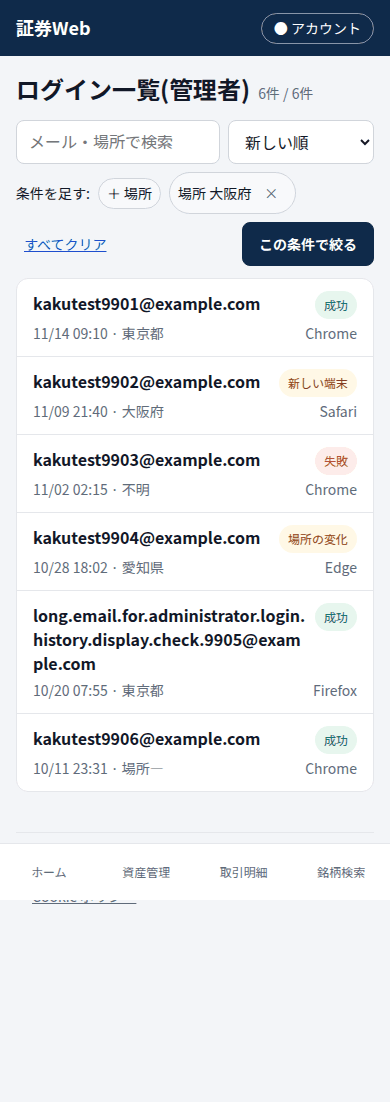 証券Web
アカウント
ログイン一覧(管理者) 6件 / 6件
メール・場所で検索
新しい順
条件を足す: ＋ 場所 場所 大阪府 ×
すべてクリア
この条件で絞る
kakutest9901@example.com 成功
11/14 09:10 · 東京都 Chrome
kakutest9902@example.com 新しい端末
11/09 21:40 · 大阪府 Safari
kakutest9903@example.com 失敗
11/02 02:15 · 不明 Chrome
kakutest9904@example.com 場所の変化
10/28 18:02 · 愛知県 Edge
long.email.for.administrator.login. 成功
history.display.check.9905@exam
ple.com
10/20 07:55 · 東京都 Firefox
kakutest9906@example.com 成功
10/11 23:31 · 場所— Chrome
ホーム 資産管理 取引明細 銘柄検索